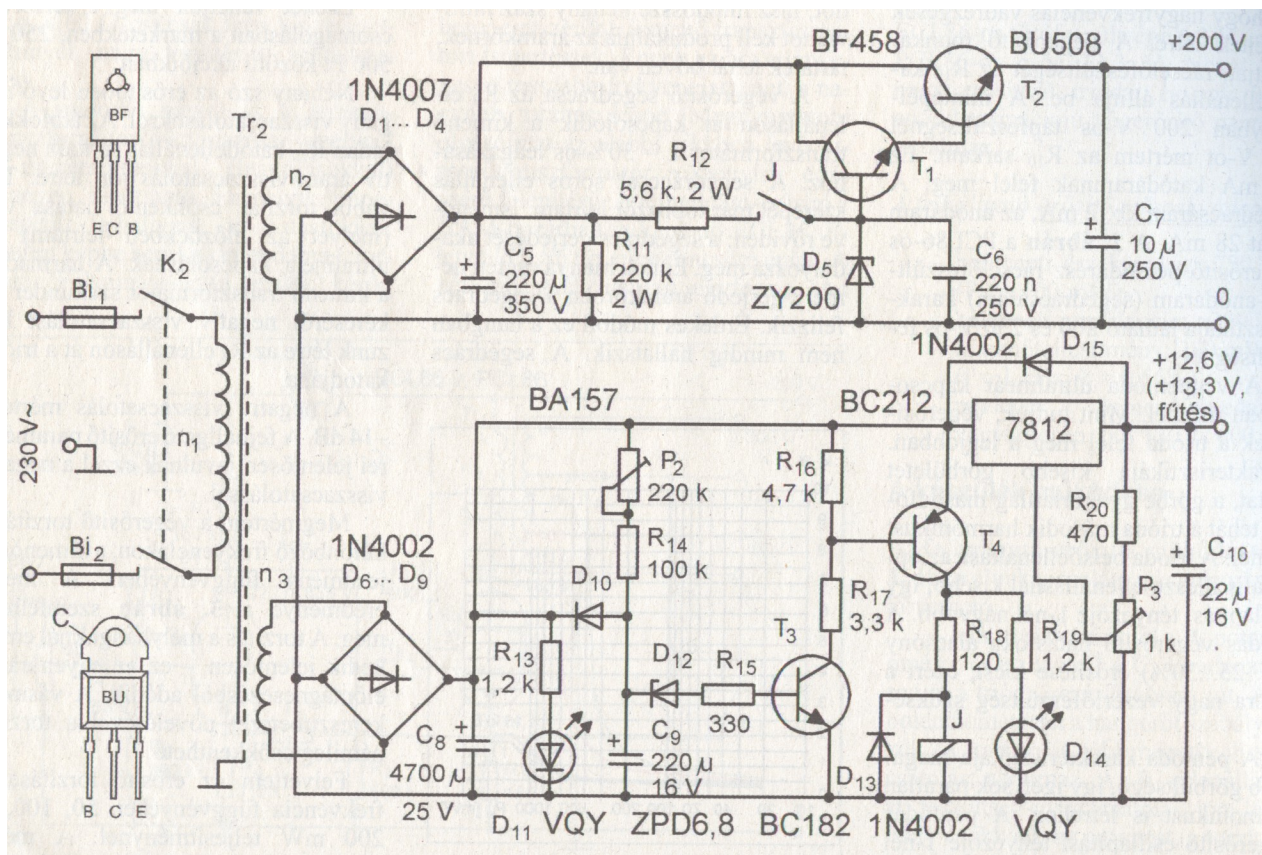 BF458
BU508
+200 V
T₂
BF
E C B
Tr₂
1N4007
D₁... D₄
n₂
R₁₂
5,6 k, 2 W
J
T₁
C₅
220 µ
350 V
R₁₁
220 k
2 W
D₅
ZY200
C₆
220 n
250 V
C₇
10 µ
250 V
0
K₂
Bi₁
230 V
n₁
1N4002
D₁₅
+12,6 V
(+13,3 V,
fűtés)
BA157
BC212
7812
P₂
220 k
R₁₆
4,7 k
R₁₄
100 k
T₄
R₂₀
470
C₁₀
22 µ
16 V
Bi₂
n₃
1N4002
D₆... D₉
D₁₀
R₁₇
3,3 k
T₃
P₃
1 k
R₁₈
120
R₁₉
1,2 k
C
BU
B C E
R₁₃
1,2 k
D₁₂
R₁₅
330
C₈
4700 µ
25 V
C₉
220 µ
16 V
D₁₃
J
D₁₄
D₁₁ VQY
ZPD6,8
BC182
1N4002
VQX